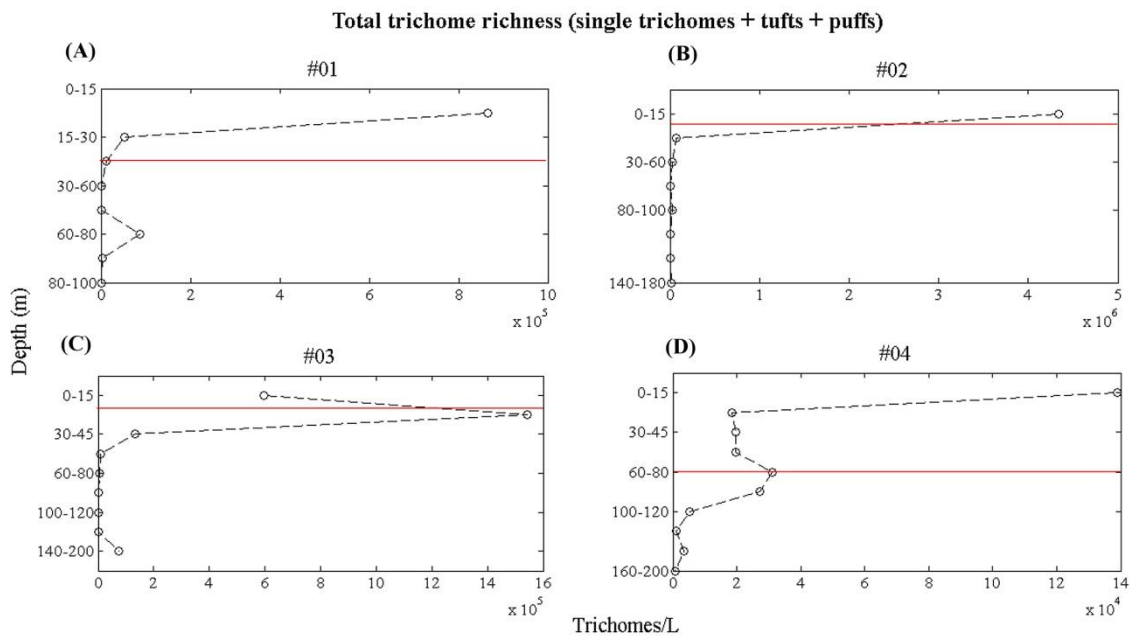 Total trichome richness (single trichomes + tufts + puffs)
(A)
#01
0-15
15-30
30-60
60-80
80-100
0 2 4 6 8 10
x 10^5
(B)
#02
0-15
30-60
80-100
140-180
0 1 2 3 4 5
x 10^6
Depth (m)
(C)
#03
0-15
30-45
60-80
100-120
140-200
0 2 4 6 8 10 12 14 16
x 10^5
(D)
#04
0-15
30-45
60-80
100-120
160-200
0 2 4 6 8 10 12 14
x 10^4
Trichomes/L